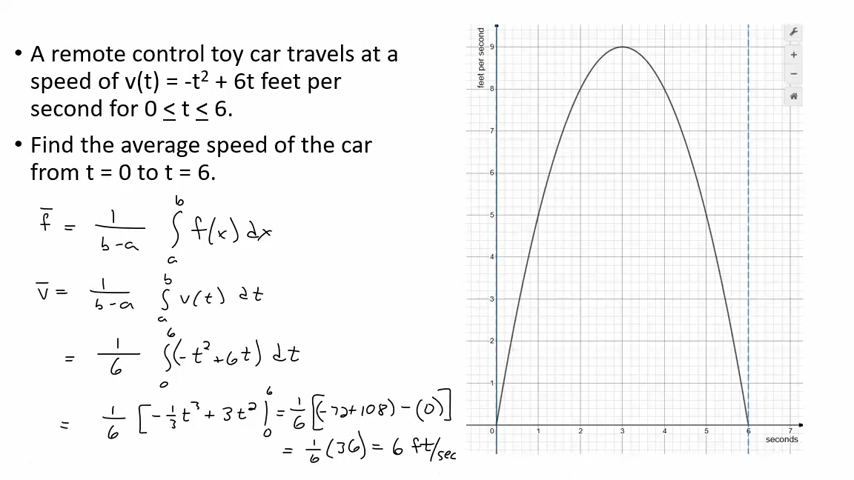 • A remote control toy car travels at a
speed of v(t) = -t² + 6t feet per
second for 0 ≤ t ≤ 6.
• Find the average speed of the car
from t = 0 to t = 6.
f̅ = 1/(b-a) ∫ₐᵇ f(x) dx
v̅ = 1/(b-a) ∫ₐᵇ v(t) dt
= 1/6 ∫₀⁶ (-t² + 6t) dt
= 1/6 [-1/3 t³ + 3t² |₀⁶ = 1/6 [(-72+108) - (0)]
= 1/6 (36) = 6 ft/sec
feet per second
9
8
7
6
5
4
3
2
1
0 1 2 3 4 5 6 7
seconds